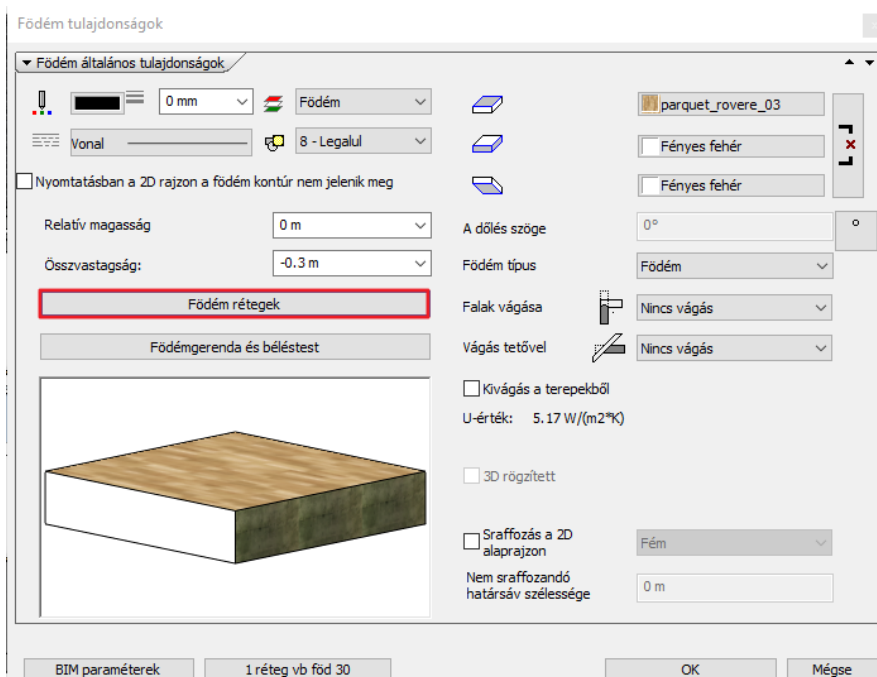 Födém tulajdonságok
Födém általános tulajdonságok
0 mm
Födém
Vonal
8 - Legalul
Nyomtatásban a 2D rajzon a födém kontúr nem jelenik meg
Relatív magasság
0 m
Összvastagság:
-0.3 m
Födém rétegek
Födémgerenda és béléstest
parquet_rovere_03
Fényes fehér
Fényes fehér
A dőlés szöge
0°
Födém típus
Födém
Falak vágása
Nincs vágás
Vágás tetővel
Nincs vágás
Kivágás a terepekből
U-érték: 5.17 W/(m2*K)
3D rögzített
Sraffozás a 2D
alaprajzon
Fém
Nem sraffozandó
határsáv szélessége
0 m
BIM paraméterek
1 réteg vb föd 30
OK
Mégse